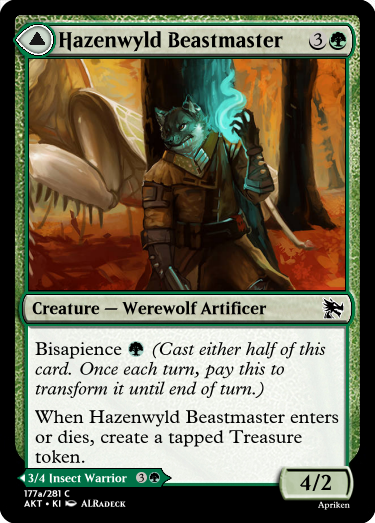 Hazenwyld Beastmaster 3
Creature — Werewolf Artificer
Bisapience (Cast either half of this
card. Once each turn, pay this to
transform it until end of turn.)
When Hazenwyld Beastmaster enters
or dies, create a tapped Treasure
token.
3/4 Insect Warrior 3
4/2
177a/281 C
AKT • KI ALRadeck
Apriken